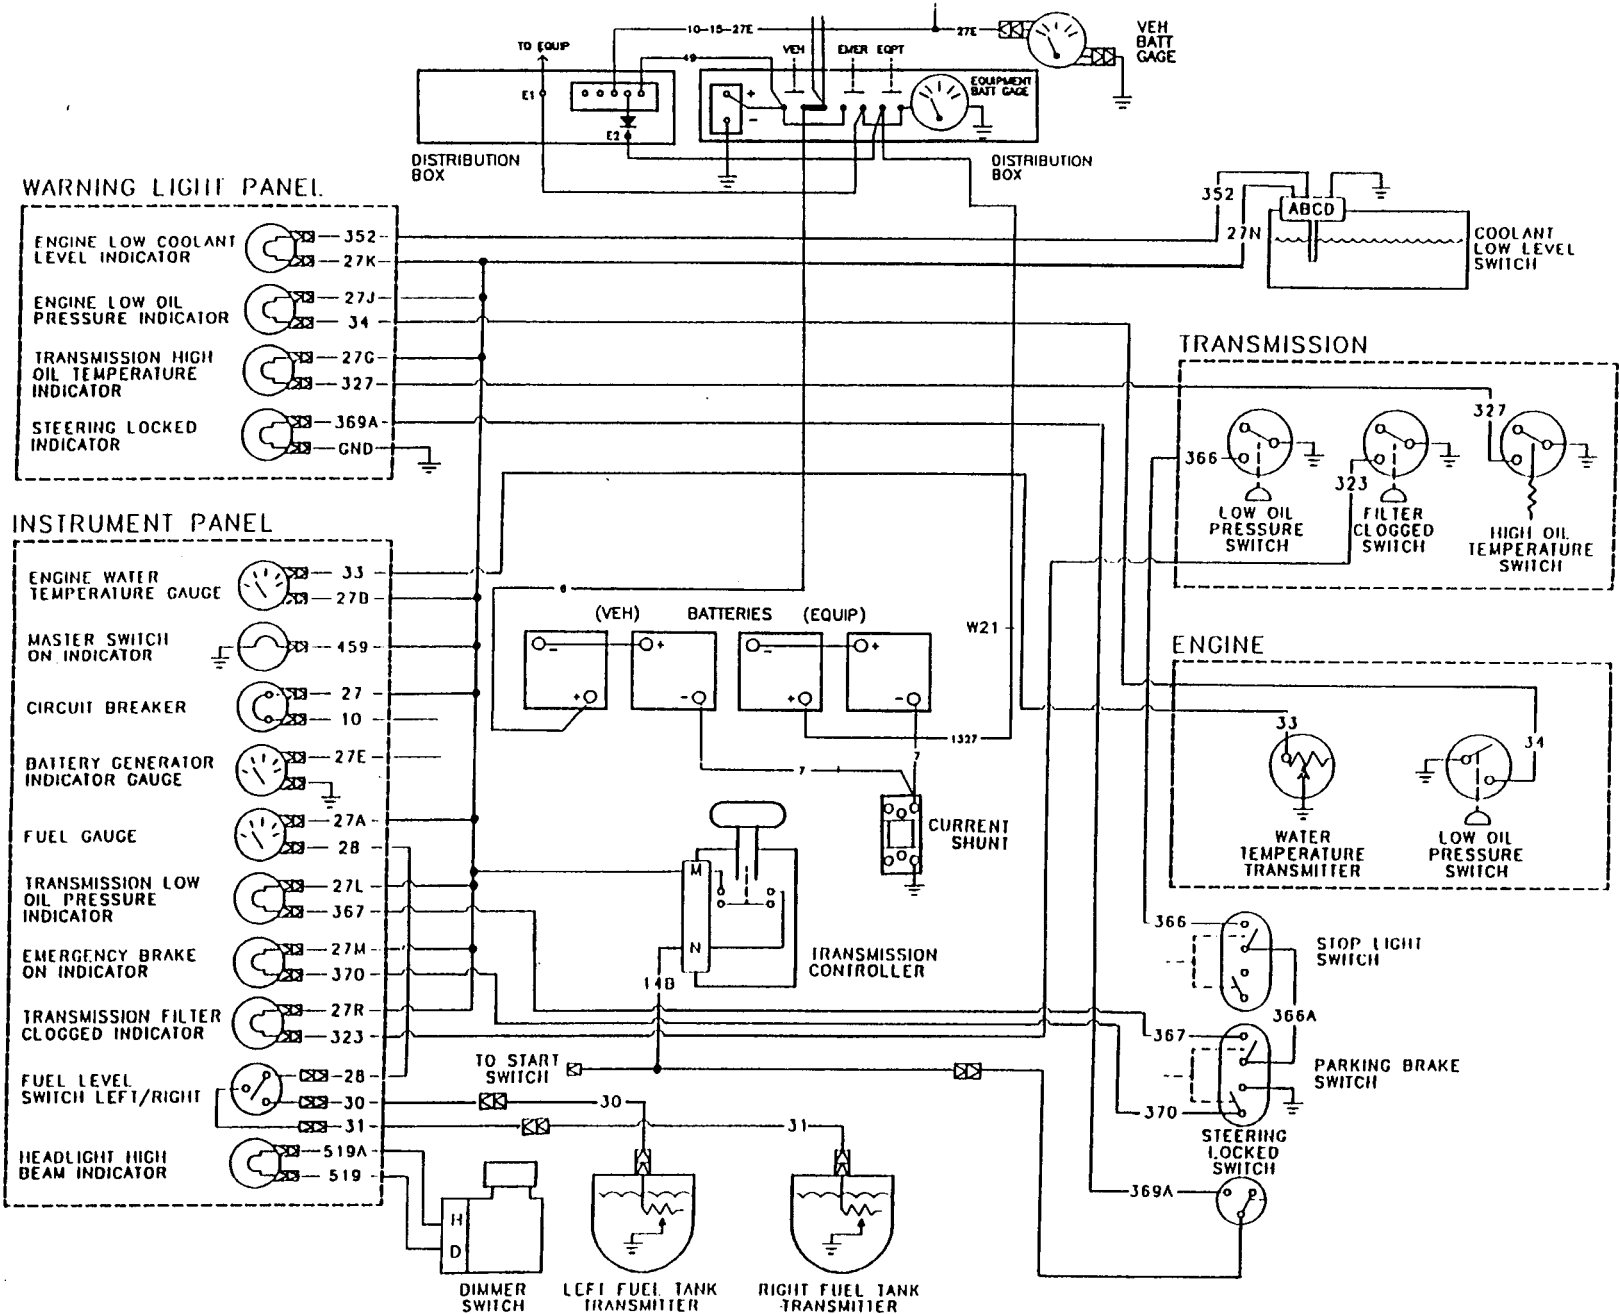 10-15-27E
27E
VEH
BATT
GAGE
TO EQUIP
49
VEH
EMER EQPT
E1
E2
+
-
EQUIPMENT
BATT GAGE
DISTRIBUTION
BOX
DISTRIBUTION
BOX
WARNING LIGHT PANEL
ENGINE LOW COOLANT
LEVEL INDICATOR
352
27K
ENGINE LOW OIL
PRESSURE INDICATOR
27J
34
TRANSMISSION HIGH
OIL TEMPERATURE
INDICATOR
27G
327
STEERING LOCKED
INDICATOR
369A
GND
352
27N
ABCD
COOLANT
LOW LEVEL
SWITCH
TRANSMISSION
366
323
327
LOW OIL
PRESSURE
SWITCH
FILTER
CLOGGED
SWITCH
HIGH OIL
TEMPERATURE
SWITCH
INSTRUMENT PANEL
ENGINE WATER
TEMPERATURE GAUGE
33
27D
MASTER SWITCH
ON INDICATOR
459
CIRCUIT BREAKER
27
10
BATTERY GENERATOR
INDICATOR GAUGE
27E
FUEL GAUGE
27A
28
TRANSMISSION LOW
OIL PRESSURE
INDICATOR
27L
367
EMERGENCY BRAKE
ON INDICATOR
27M
370
TRANSMISSION FILTER
CLOGGED INDICATOR
27R
323
FUEL LEVEL
SWITCH LEFT/RIGHT
28
30
31
HEADLIGHT HIGH
BEAM INDICATOR
519A
519
6
(VEH) BATTERIES (EQUIP)
- + - +
+ - + -
W21
1327
7
7
CURRENT
SHUNT
M
N
TRANSMISSION
CONTROLLER
14B
TO START
SWITCH
30
31
H
D
DIMMER
SWITCH
LEFT FUEL TANK
TRANSMITTER
RIGHT FUEL TANK
TRANSMITTER
ENGINE
33
34
WATER
TEMPERATURE
TRANSMITTER
LOW OIL
PRESSURE
SWITCH
366
STOP LIGHT
SWITCH
366A
367
PARKING BRAKE
SWITCH
370
STEERING
LOCKED
SWITCH
369A